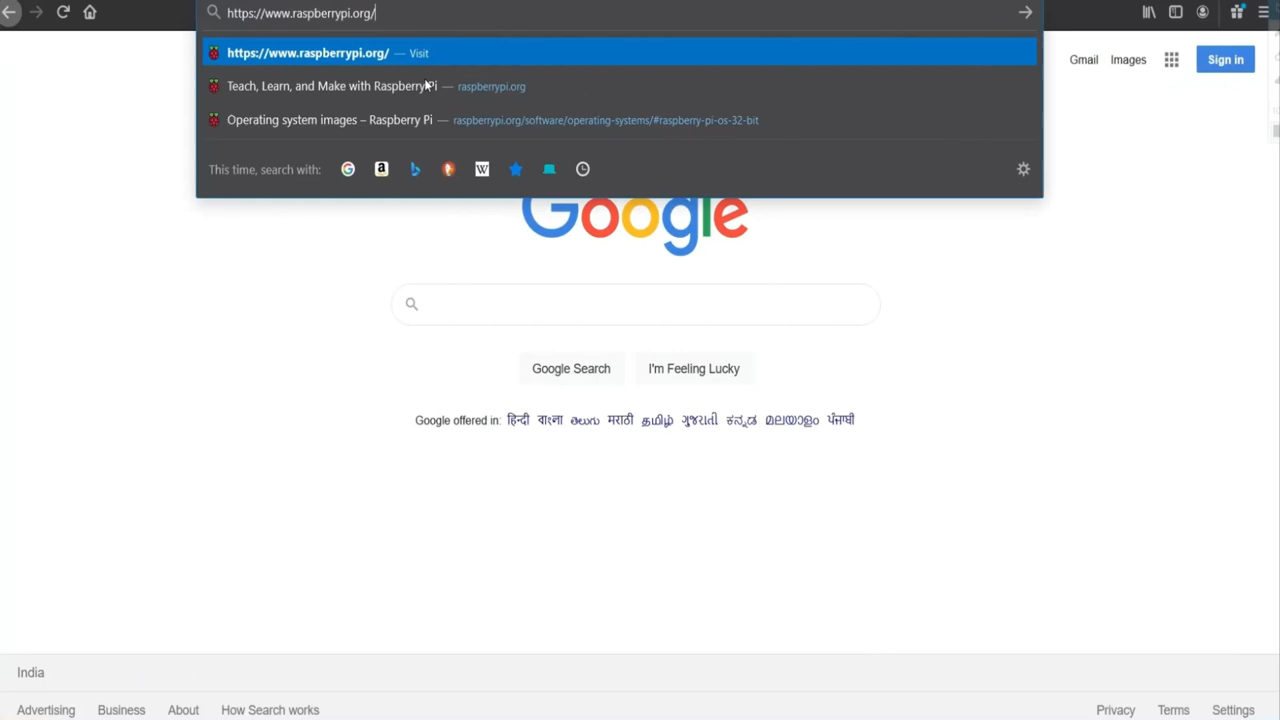 https://www.raspberrypi.org/
https://www.raspberrypi.org/ — Visit
Teach, Learn, and Make with Raspberry Pi — raspberrypi.org
Operating system images – Raspberry Pi — raspberrypi.org/software/operating-systems/#raspberry-pi-os-32-bit
This time, search with:
Gmail Images Sign in
Google
Google Search I'm Feeling Lucky
Google offered in: हिन्दी বাংলা తెలుగు मराठी தமிழ் ગુજરાતી ಕನ್ನಡ മലയാളം ਪੰਜਾਬੀ
India
Advertising Business About How Search works Privacy Terms Settings